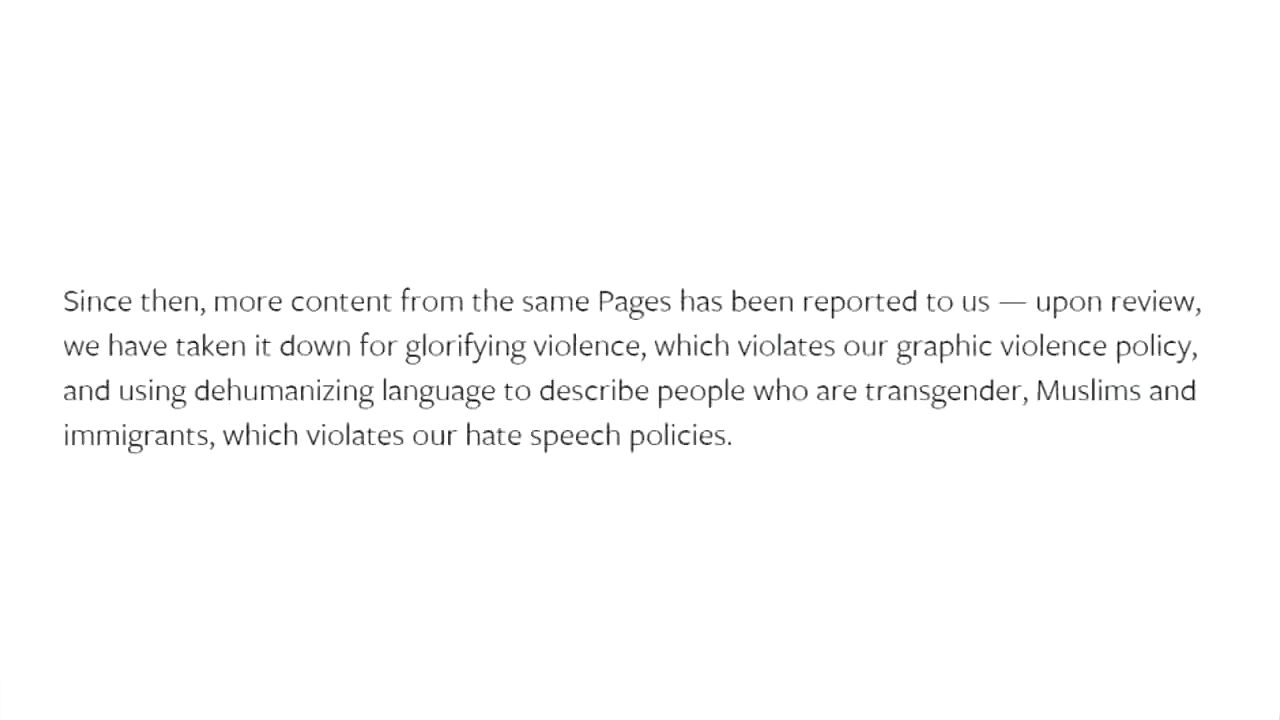 Since then, more content from the same Pages has been reported to us — upon review,
we have taken it down for glorifying violence, which violates our graphic violence policy,
and using dehumanizing language to describe people who are transgender, Muslims and
immigrants, which violates our hate speech policies.